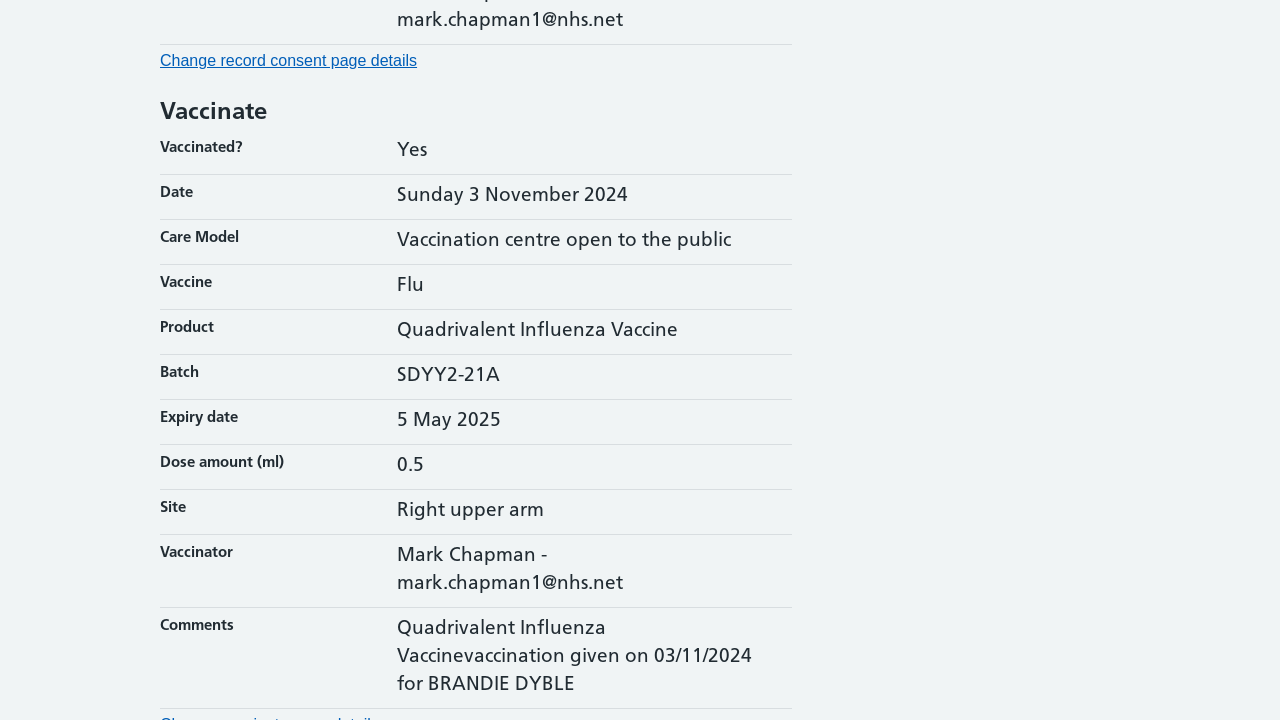 mark.chapman1@nhs.net
Change record consent page details
Vaccinate
Vaccinated? Yes
Date Sunday 3 November 2024
Care Model Vaccination centre open to the public
Vaccine Flu
Product Quadrivalent Influenza Vaccine
Batch SDYY2-21A
Expiry date 5 May 2025
Dose amount (ml) 0.5
Site Right upper arm
Vaccinator Mark Chapman -
mark.chapman1@nhs.net
Comments Quadrivalent Influenza
Vaccinevaccination given on 03/11/2024
for BRANDIE DYBLE